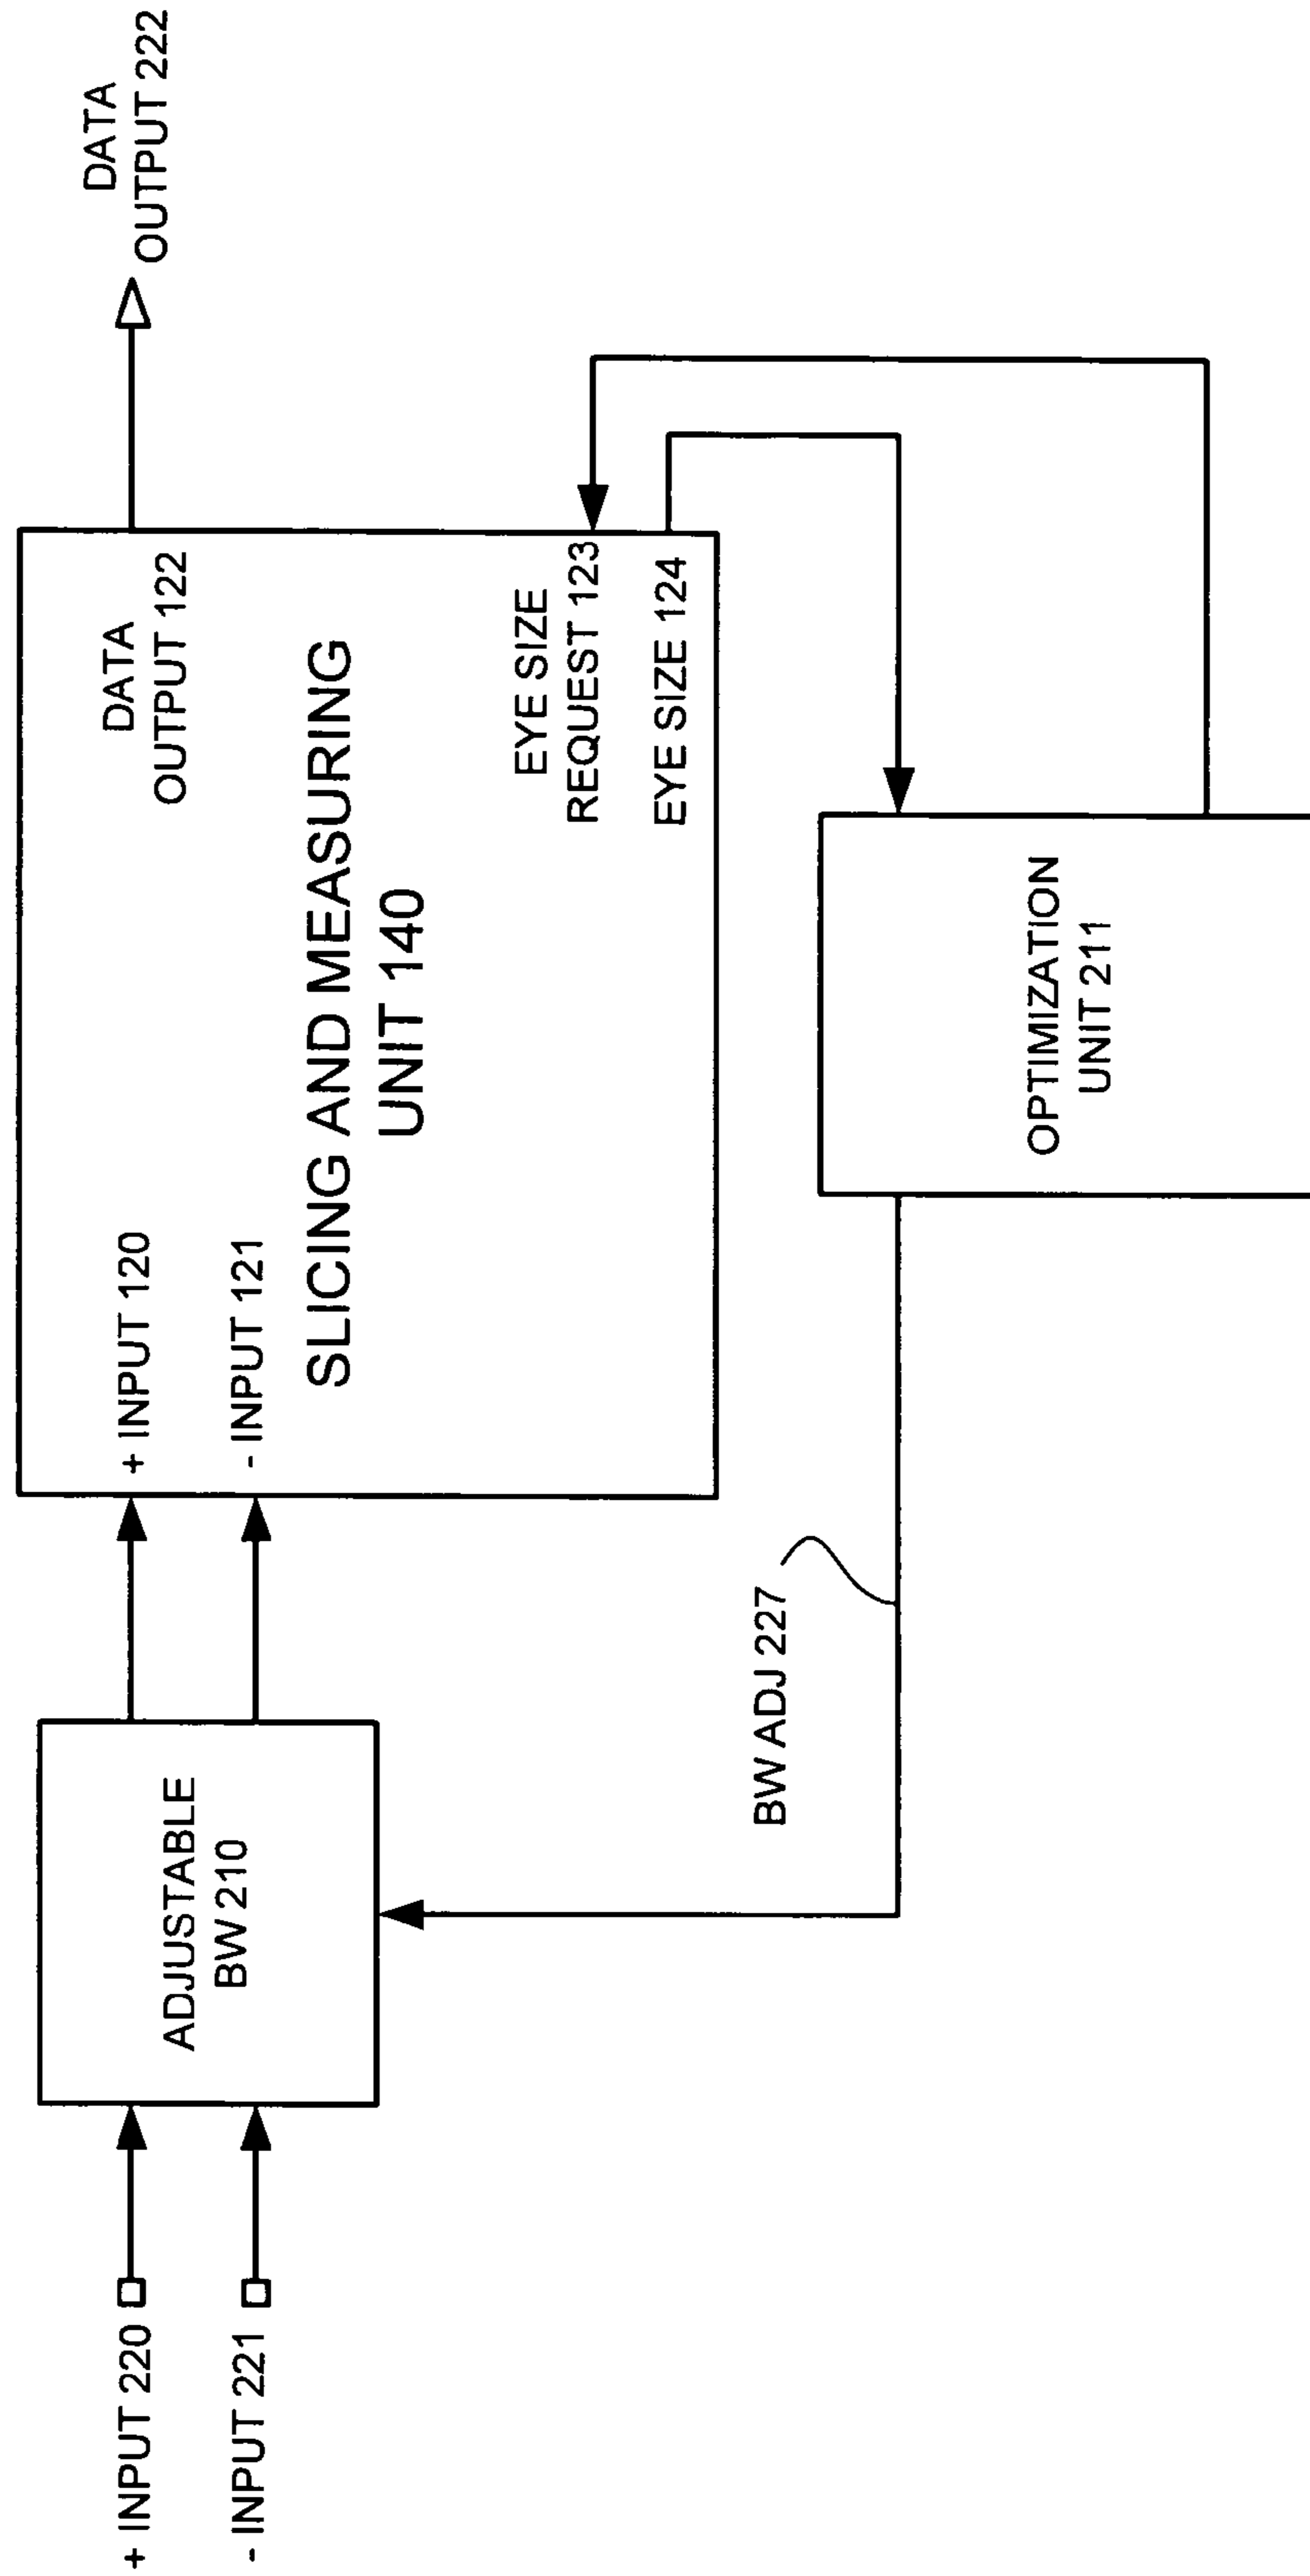 + INPUT 220
- INPUT 221
ADJUSTABLE
BW 210
+ INPUT 120
- INPUT 121
SLICING AND MEASURING
UNIT 140
DATA
OUTPUT 122
EYE SIZE
REQUEST 123
EYE SIZE 124
DATA
OUTPUT 222
BW ADJ 227
OPTIMIZATION
UNIT 211